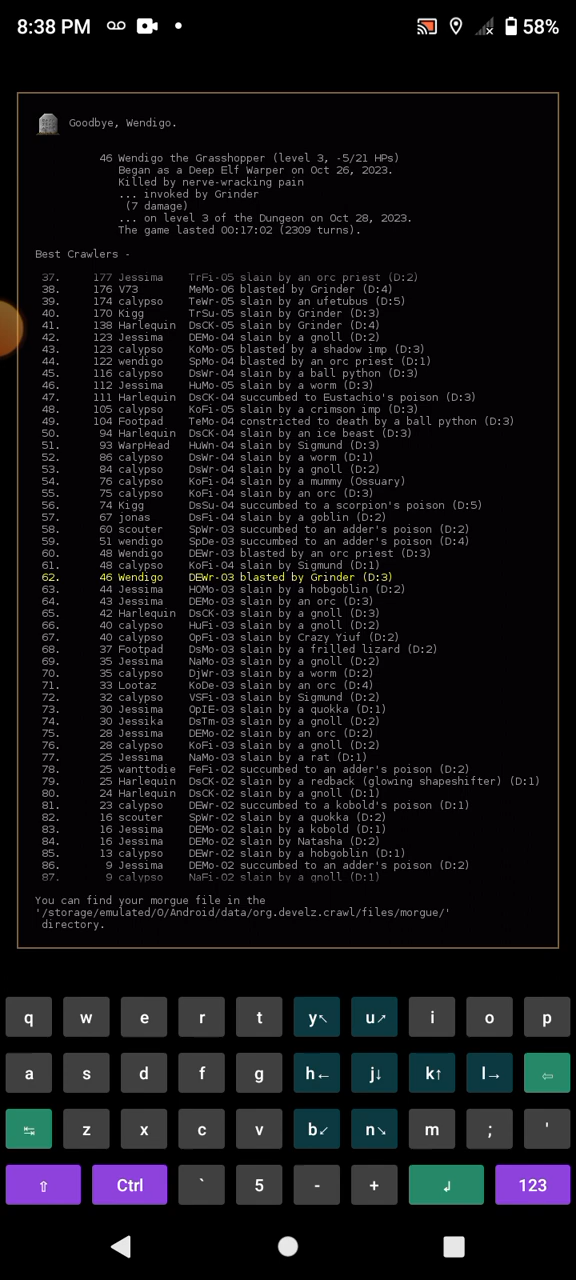 8:38 PM
58%
Goodbye, Wendigo.
46 Wendigo the Grasshopper (level 3, -5/21 HPs)
Began as a Deep Elf Warper on Oct 26, 2023.
Killed by nerve-wracking pain
... invoked by Grinder
(7 damage)
... on level 3 of the Dungeon on Oct 28, 2023.
The game lasted 00:17:02 (2309 turns).
Best Crawlers -
37. 177 Jessima TrFi-05 slain by an orc priest (D:2)
38. 176 V73 MeMo-06 blasted by Grinder (D:4)
39. 174 calypso TeWr-05 slain by an ufetubus (D:5)
40. 170 Kigg TrSu-05 slain by Grinder (D:3)
41. 138 Harlequin DsCK-05 slain by Grinder (D:4)
42. 123 Jessima DEMo-04 slain by a gnoll (D:2)
43. 123 calypso KoMo-05 blasted by a shadow imp (D:3)
44. 122 wendigo SpMo-04 blasted by an orc priest (D:1)
45. 116 calypso DsWr-04 slain by a ball python (D:3)
46. 112 Jessima HuMo-05 slain by a worm (D:3)
47. 111 Harlequin DsCK-04 succumbed to Eustachio's poison (D:3)
48. 105 calypso KoFi-05 slain by a crimson imp (D:3)
49. 104 Footpad TeMo-04 constricted to death by a ball python (D:3)
50. 94 Harlequin DsCK-04 slain by an ice beast (D:3)
51. 93 WarpHead HuWn-04 slain by Sigmund (D:3)
52. 86 calypso DsWr-04 slain by a worm (D:1)
53. 84 calypso DsWr-04 slain by a gnoll (D:2)
54. 76 calypso KoFi-04 slain by a mummy (Ossuary)
55. 75 calypso KoFi-04 slain by an orc (D:3)
56. 74 Kigg DsSu-04 succumbed to a scorpion's poison (D:5)
57. 67 jonas DsFi-04 slain by a goblin (D:2)
58. 60 scouter SpWr-03 succumbed to an adder's poison (D:2)
59. 51 wendigo SpDe-03 succumbed to an adder's poison (D:4)
60. 48 Wendigo DEWr-03 blasted by an orc priest (D:3)
61. 48 calypso KoFi-04 slain by Sigmund (D:1)
62. 46 Wendigo DEWr-03 blasted by Grinder (D:3)
63. 44 Jessima HOMo-03 slain by a hobgoblin (D:2)
64. 43 Jessima DEMo-03 slain by an orc (D:3)
65. 42 Harlequin DsCK-03 slain by a gnoll (D:3)
66. 40 calypso HuFi-03 slain by a gnoll (D:2)
67. 40 calypso OpFi-03 slain by Crazy Yiuf (D:2)
68. 37 Footpad DsMo-03 slain by a frilled lizard (D:2)
69. 35 Jessima NaMo-03 slain by a gnoll (D:2)
70. 35 calypso DjWr-03 slain by a worm (D:2)
71. 33 Lootaz KoDe-03 slain by an orc (D:4)
72. 32 calypso VSFi-03 slain by Sigmund (D:2)
73. 30 Jessima OpIE-03 slain by a quokka (D:1)
74. 30 Jessika DsTm-03 slain by a gnoll (D:2)
75. 28 Jessima DEMo-02 slain by an orc (D:2)
76. 28 calypso KoFi-03 slain by a gnoll (D:2)
77. 25 Jessima NaMo-03 slain by a rat (D:1)
78. 25 wanttodie FeFi-02 succumbed to an adder's poison (D:2)
79. 25 Harlequin DsCK-02 slain by a redback (glowing shapeshifter) (D:1)
80. 24 Harlequin DsCK-02 slain by a gnoll (D:1)
81. 23 calypso DEWr-02 succumbed to a kobold's poison (D:1)
82. 16 scouter SpWr-02 slain by a quokka (D:2)
83. 16 Jessima DEMo-02 slain by a kobold (D:1)
84. 16 Jessima DEMo-02 slain by Natasha (D:2)
85. 13 calypso DEWr-02 slain by a hobgoblin (D:1)
86. 9 Jessima DEMo-02 succumbed to an adder's poison (D:2)
87. 9 calypso NaFi-02 slain by a gnoll (D:1)
You can find your morgue file in the
'/storage/emulated/0/Android/data/org.develz.crawl/files/morgue/'
directory.
q w e r t y↖ u↗ i o p
a s d f g h← j↓ k↑ l→ ⇦
↹ z x c v b↙ n↘ m ; '
⇧ Ctrl ` 5 - + ↲ 123